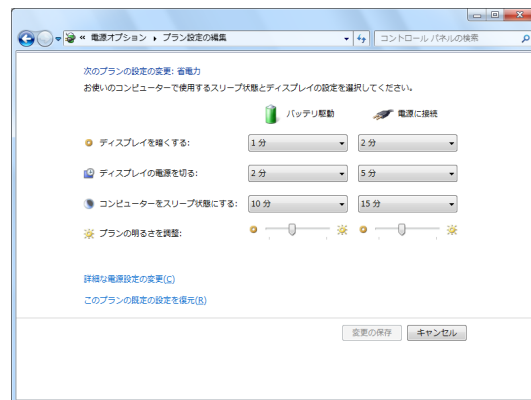 « 電源オプション ▸ プラン設定の編集
コントロール パネルの検索
次のプランの設定の変更: 省電力
お使いのコンピューターで使用するスリープ状態とディスプレイの設定を選択してください。
バッテリ駆動 電源に接続
ディスプレイを暗くする: 1 分 2 分
ディスプレイの電源を切る: 2 分 5 分
コンピューターをスリープ状態にする: 10 分 15 分
プランの明るさを調整:
詳細な電源設定の変更(C)
このプランの既定の設定を復元(R)
変更の保存 キャンセル